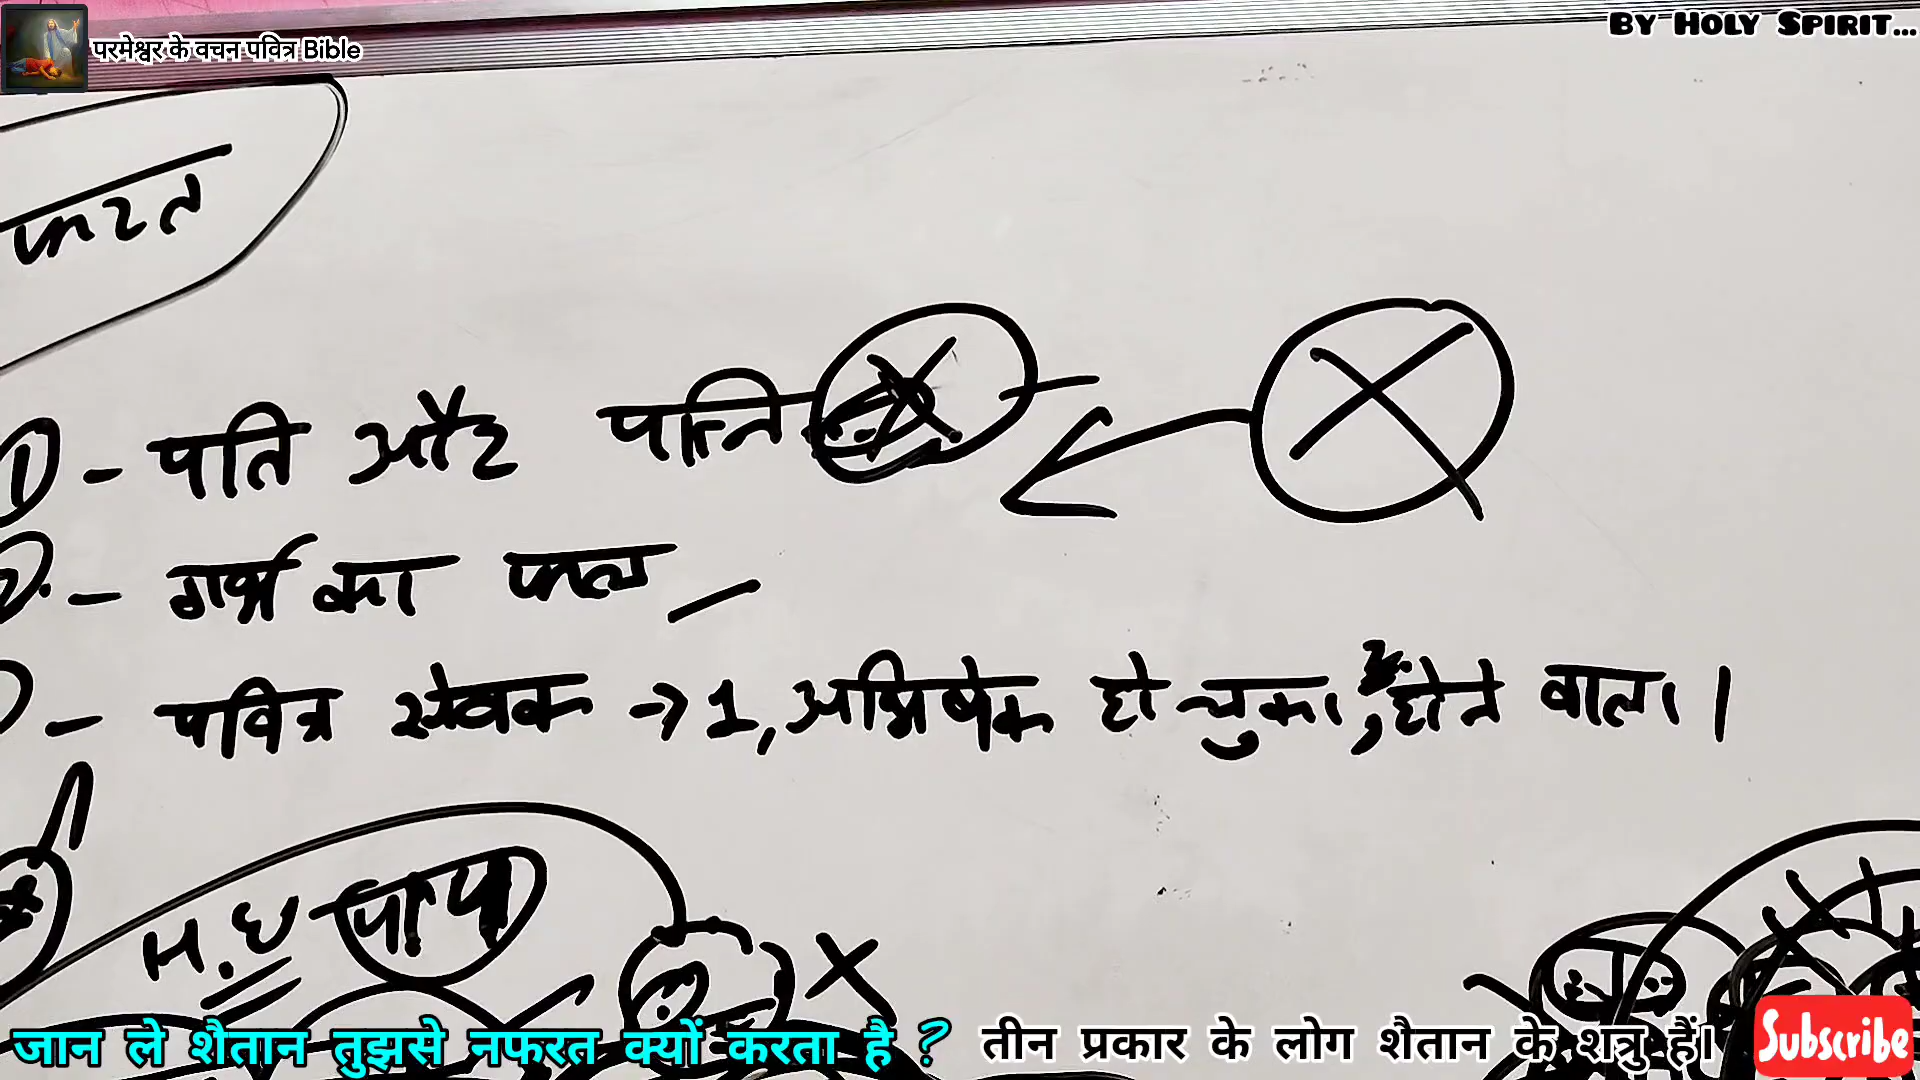 By Holy Spirit...
परमेश्वर के वचन पवित्र Bible
फरत
① - पति और पत्नि
2. - गर्भ का फल -
- पवित्र सेवक → 1, अभिषेक हो चुका, होने वाला।
म. ध पाप
जान ले शैतान तुझसे नफरत क्यों करता है ? तीन प्रकार के लोग शैतान के शत्रु हैं।
Subscribe